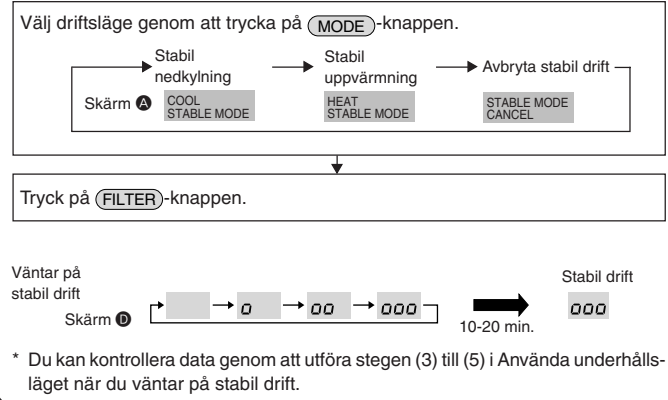 Välj driftsläge genom att trycka på MODE-knappen.
Stabil nedkylning
Stabil uppvärmning
Avbryta stabil drift
Skärm A
COOL
STABLE MODE
HEAT
STABLE MODE
STABLE MODE
CANCEL
Tryck på FILTER-knappen.
Väntar på
stabil drift
Stabil drift
Skärm D
o
oo
ooo
10-20 min.
ooo
* Du kan kontrollera data genom att utföra stegen (3) till (5) i Använda underhålls-
läget när du väntar på stabil drift.